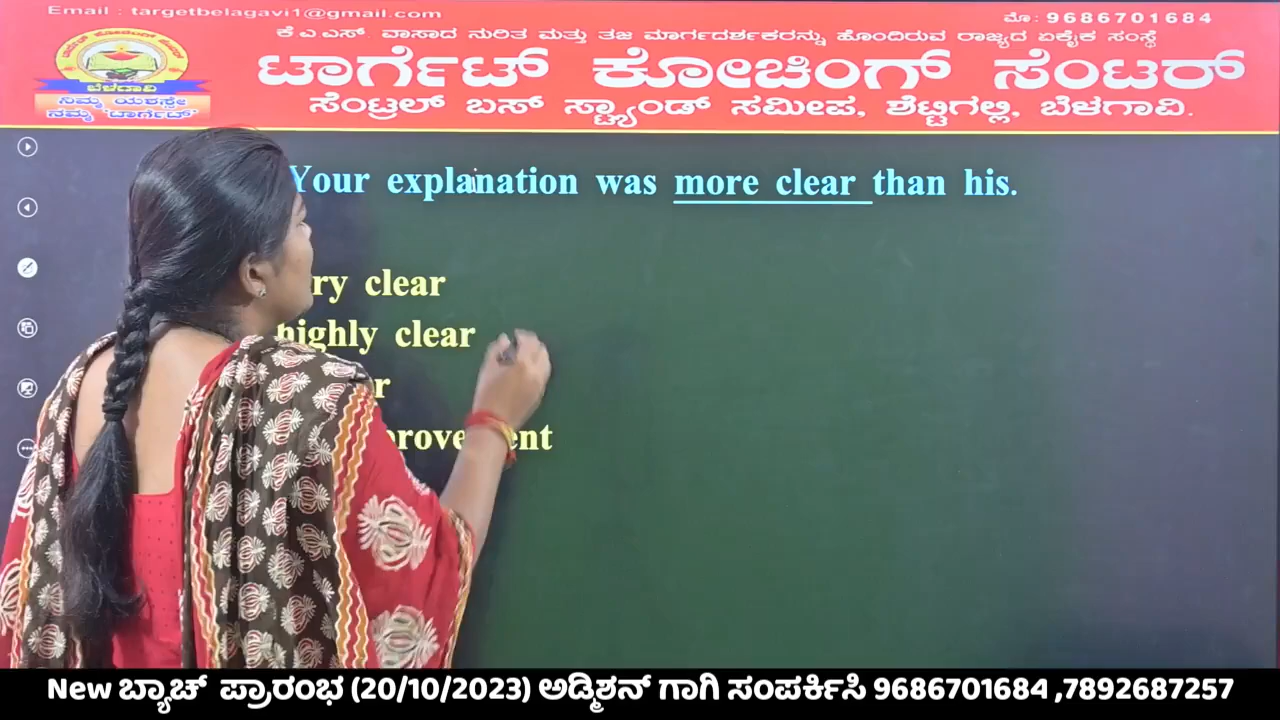 Email : targetbelagavi1@gmail.com
ಮೊ: 9686701684
ಕೆ.ಎ.ಎಸ್. ವಾಸಾದ ನುರಿತ ಮತ್ತು ತಜ್ಞ ಮಾರ್ಗದರ್ಶಕರನ್ನು ಹೊಂದಿರುವ ರಾಜ್ಯದ ಏಕೈಕ ಸಂಸ್ಥೆ
ಟಾರ್ಗೆಟ್ ಕೋಚಿಂಗ್ ಸೆಂಟರ್
ಸೆಂಟ್ರಲ್ ಬಸ್ ಸ್ಟ್ಯಾಂಡ್ ಸಮೀಪ, ಶೆಟ್ಟಿಗಲ್ಲಿ, ಬೆಳಗಾವಿ.
ಬೆಳಗಾವಿ
ನಿಮ್ಮ ಯಶಸ್ಸೇ
ನಮ್ಮ ಟಾರ್ಗೆಟ್
Your explanation was more clear than his.
ry clear
highly clear
r
New ಬ್ಯಾಚ್ ಪ್ರಾರಂಭ (20/10/2023) ಅಡ್ಮಿಶನ್ ಗಾಗಿ ಸಂಪರ್ಕಿಸಿ 9686701684 ,7892687257